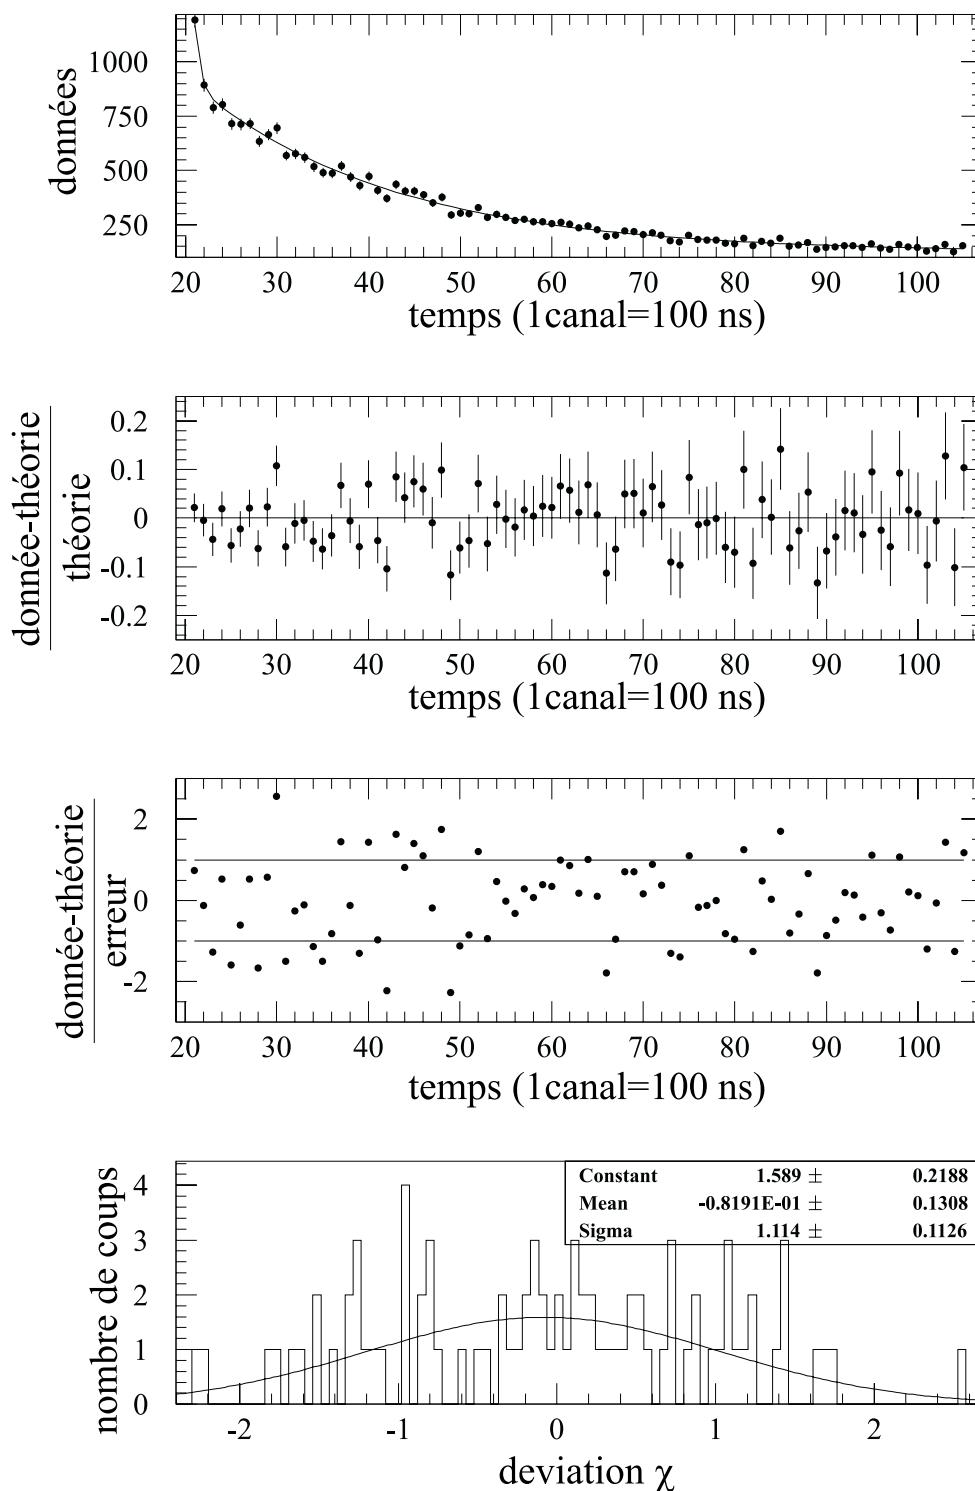 données
1000
750
500
250
20 30 40 50 60 70 80 90 100
temps (1canal=100 ns)
donnée-théorie
théorie
0.2
0.1
0
-0.1
-0.2
20 30 40 50 60 70 80 90 100
temps (1canal=100 ns)
donnée-théorie
erreur
2
0
-2
20 30 40 50 60 70 80 90 100
temps (1canal=100 ns)
nombre de coups
4
3
2
1
0
Constant 1.589 ± 0.2188
Mean -0.8191E-01 ± 0.1308
Sigma 1.114 ± 0.1126
-2 -1 0 1 2
deviation χ